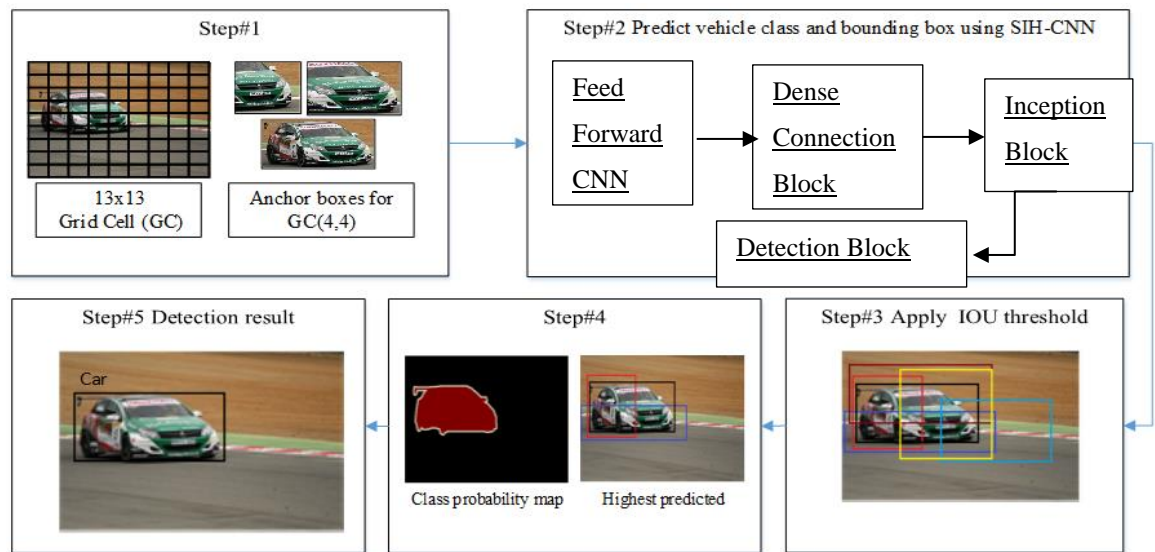 Step#1
13x13
Grid Cell (GC)
Anchor boxes for
GC(4,4)
Step#2 Predict vehicle class and bounding box using SIH-CNN
Feed
Forward
CNN
Dense
Connection
Block
Inception
Block
Detection Block
Step#3 Apply IOU threshold
Step#4
Class probability map
Highest predicted
Step#5 Detection result
Car